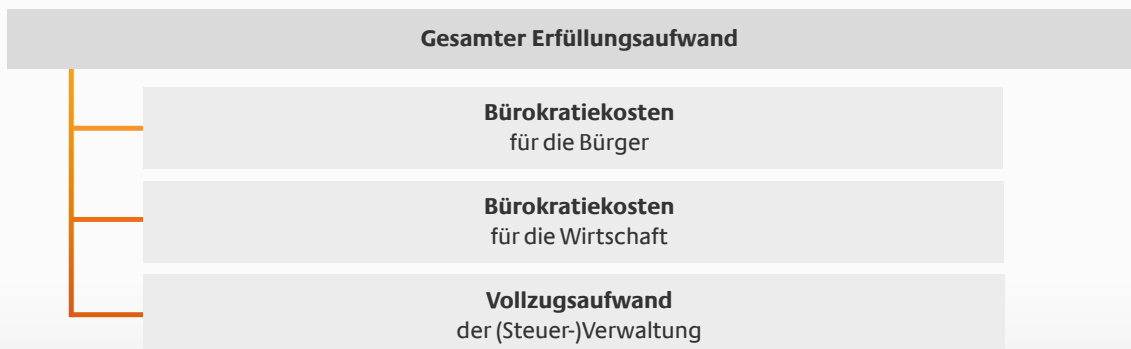 Gesamter Erfüllungsaufwand
Bürokratiekosten
für die Bürger
Bürokratiekosten
für die Wirtschaft
Vollzugsaufwand
der (Steuer-)Verwaltung